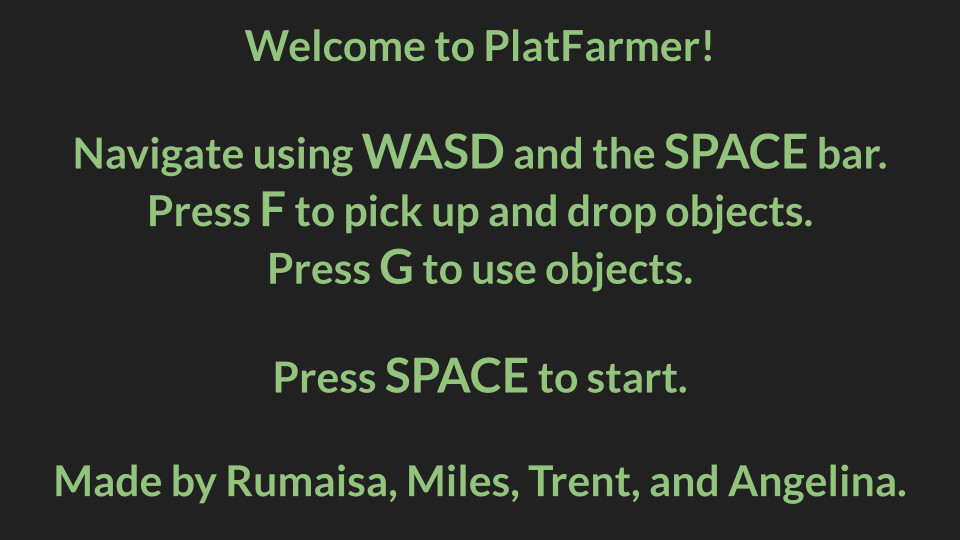 Welcome to PlatFarmer!
Navigate using WASD and the SPACE bar.
Press F to pick up and drop objects.
Press G to use objects.
Press SPACE to start.
Made by Rumaisa, Miles, Trent, and Angelina.